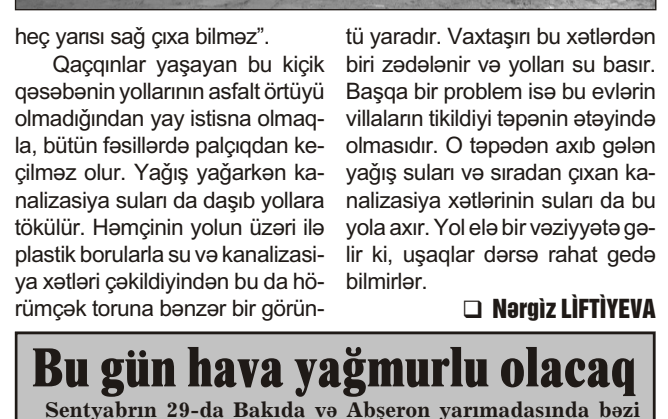 heç yarısı sağ çıxa bilməz”.
Qaçqınlar yaşayan bu kiçik
qəsəbənin yollarının asfalt örtüyü
olmadığından yay istisna olmaq-
la, bütün fəsillərdə palçıqdan ke-
çilməz olur. Yağış yağarkən ka-
nalizasiya suları da daşıb yollara
tökülür. Həmçinin yolun üzəri ilə
plastik borularla su və kanalizasi-
ya xətləri çəkildiyindən bu da hö-
rümçək toruna bənzər bir görün-
tü yaradır. Vaxtaşırı bu xətlərdən
biri zədələnir və yolları su basır.
Başqa bir problem isə bu evlərin
villaların tikildiyi təpənin ətəyində
olmasıdır. O təpədən axıb gələn
yağış suları və sıradan çıxan ka-
nalizasiya xətlərinin suları da bu
yola axır. Yol elə bir vəziyyətə gə-
lir ki, uşaqlar dərsə rahat gedə
bilmirlər.
❑ Nərgiz LİFTİYEVA
Bu gün hava yağmurlu olacaq
Sentyabrın 29-da Bakıda və Abşeron yarımadasında bəzi